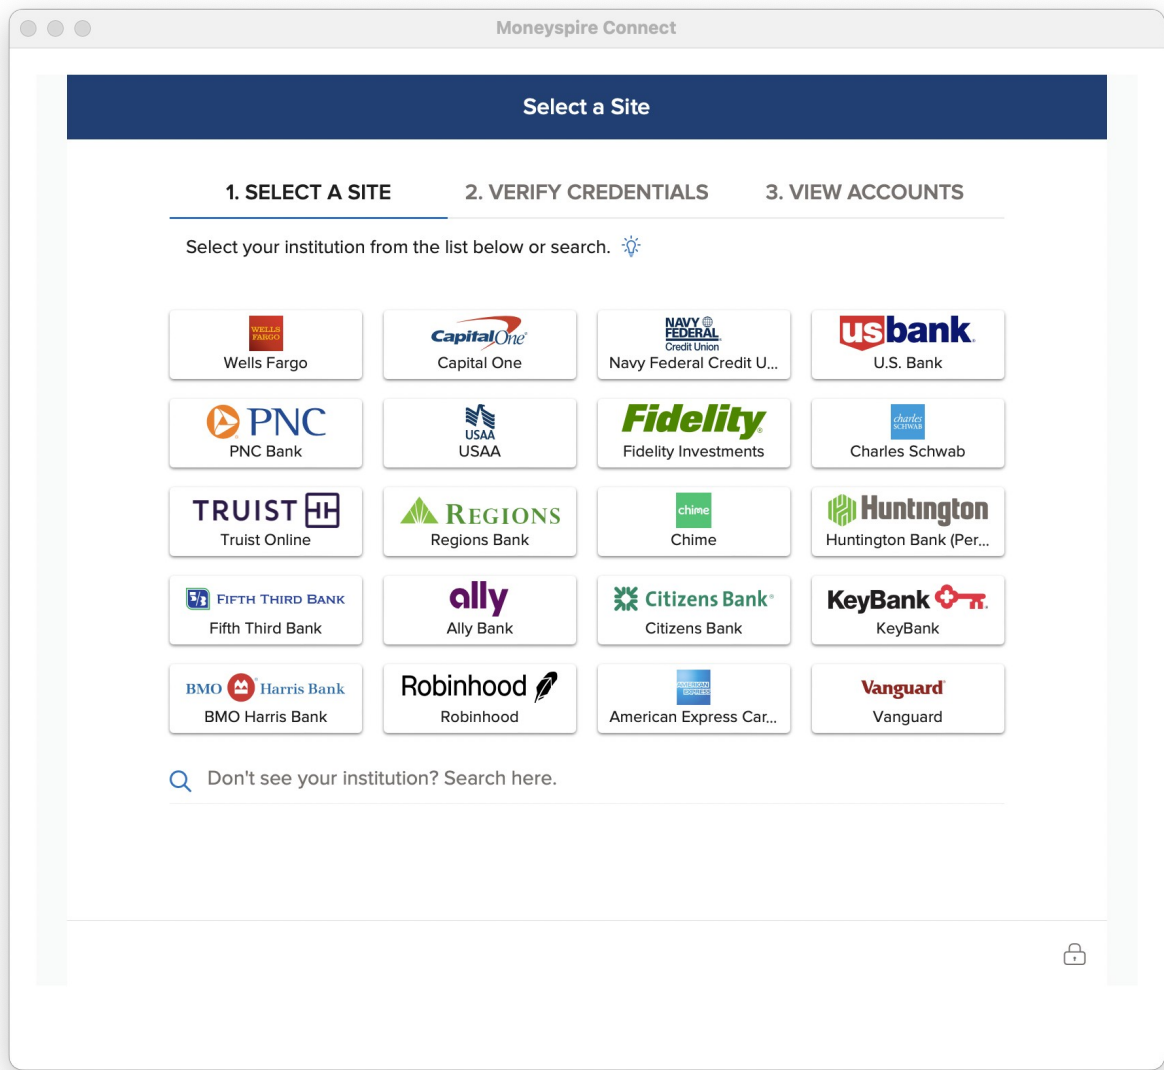 Moneyspire Connect
Select a Site
1. SELECT A SITE
2. VERIFY CREDENTIALS
3. VIEW ACCOUNTS
Select your institution from the list below or search.
WELLS
FARGO
Wells Fargo
CapitalOne
Capital One
NAVY
FEDERAL
Credit Union
Navy Federal Credit U...
usbank
U.S. Bank
PNC
PNC Bank
USAA
USAA
Fidelity
Fidelity Investments
charles
SCHWAB
Charles Schwab
TRUIST
Truist Online
REGIONS
Regions Bank
chime
Chime
Huntington
Huntington Bank (Per...
5/3 FIFTH THIRD BANK
Fifth Third Bank
ally
Ally Bank
Citizens Bank®
Citizens Bank
KeyBank
KeyBank
BMO Harris Bank
BMO Harris Bank
Robinhood
Robinhood
AMERICAN
EXPRESS
American Express Car...
Vanguard®
Vanguard
Don't see your institution? Search here.